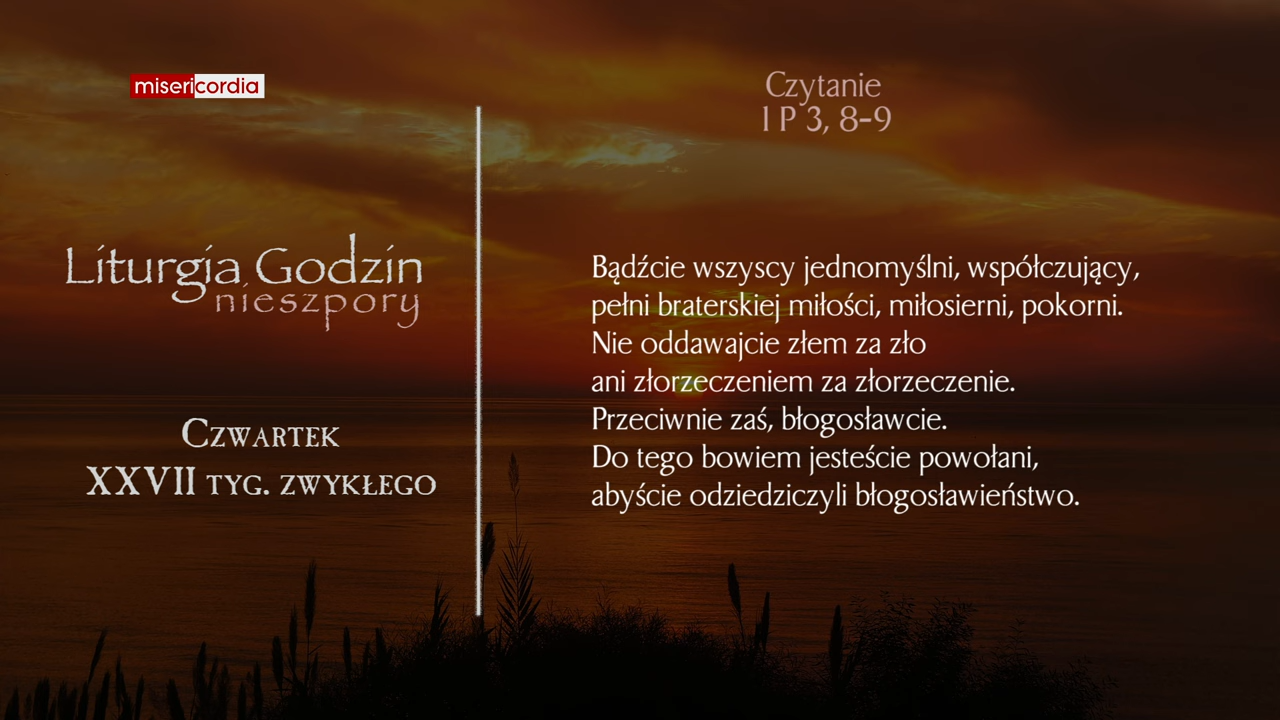 misericordia
Liturgia Godzin
nieszpory
Czwartek
XXVII tyg. zwykłego
Czytanie
1 P 3, 8-9
Bądźcie wszyscy jednomyślni, współczujący,
pełni braterskiej miłości, miłosierni, pokorni.
Nie oddawajcie złem za zło
ani złorzeczeniem za złorzeczenie.
Przeciwnie zaś, błogosławcie.
Do tego bowiem jesteście powołani,
abyście odziedziczyli błogosławieństwo.